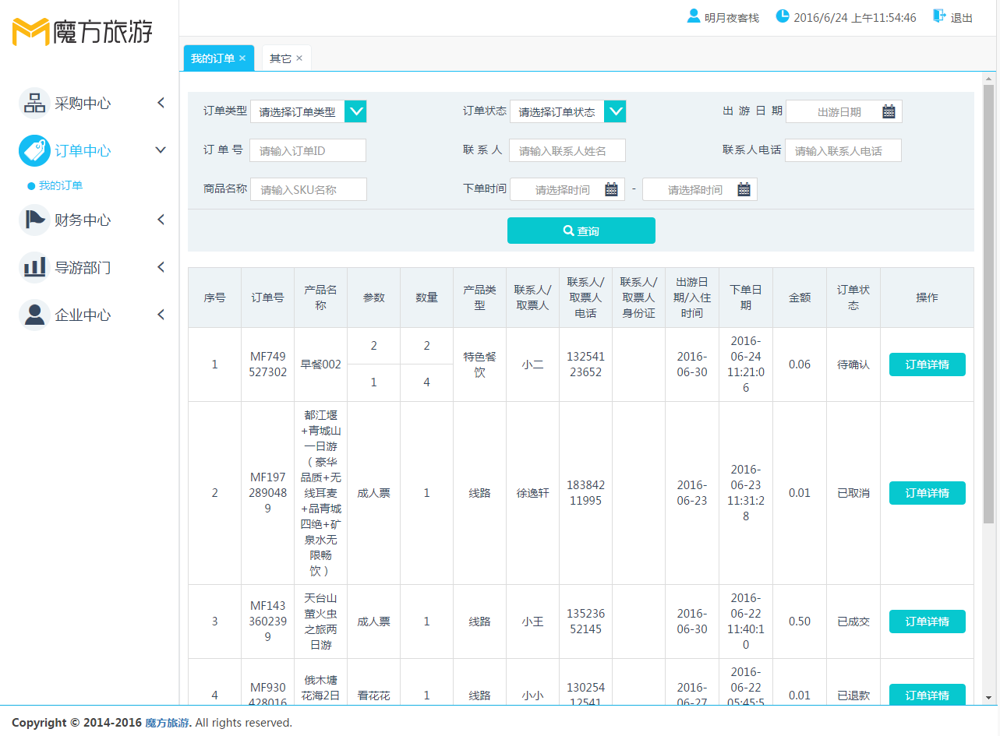 魔方旅游
明月夜客栈 2016/6/24 上午11:54:46 退出
我的订单 × 其它 ×
采购中心
订单中心
我的订单
财务中心
导游部门
企业中心
订单类型 请选择订单类型 订单状态 请选择订单状态 出游日期 出游日期
订单号 请输入订单ID 联系人 请输入联系人姓名 联系人电话 请输入联系人电话
商品名称 请输入SKU名称 下单时间 请选择时间 - 请选择时间
查询
序号 订单号 产品名称 参数 数量 产品类型 联系人/取票人 联系人/取票人电话 联系人/取票人身份证 出游日期/入住时间 下单日期 金额 订单状态 操作
1 MF749527302 早餐002 2 2 1 4 特色餐饮 小二 13254123652 2016-06-30 2016-06-24 11:21:06 0.06 待确认 订单详情
2 MF1972890489 都江堰+青城山一日游（豪华品质+无线耳麦+品青城四绝+矿泉水无限畅饮） 成人票 1 线路 徐逸轩 18384211995 2016-06-23 2016-06-23 11:31:28 0.01 已取消 订单详情
3 MF1433602399 天台山萤火虫之旅两日游 成人票 1 线路 小王 13523652145 2016-06-30 2016-06-22 11:40:10 0.50 已成交 订单详情
4 MF930428016 俄木塘花海2日 看花花 1 线路 小小 13025412541 2016-06-27 2016-06-22 05:45:5 0.01 已退款 订单详情
Copyright © 2014-2016 魔方旅游. All rights reserved.